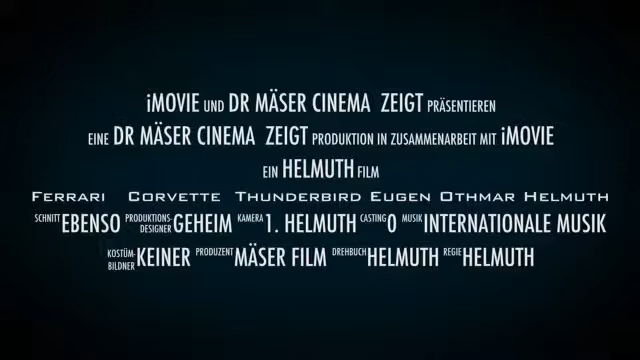 iMOVIE UND DR MÄSER CINEMA ZEIGT PRÄSENTIEREN
EINE DR MÄSER CINEMA ZEIGT PRODUKTION IN ZUSAMMENARBEIT MIT iMOVIE
EIN HELMUTH FILM
FERRARI CORVETTE THUNDERBIRD EUGEN OTHMAR HELMUTH
SCHNITT EBENSO PRODUKTIONS-DESIGNER GEHEIM KAMERA 1. HELMUTH CASTING 0 MUSIK INTERNATIONALE MUSIK
KOSTÜM-BILDNER KEINER PRODUZENT MÄSER FILM DREHBUCH HELMUTH REGIE HELMUTH